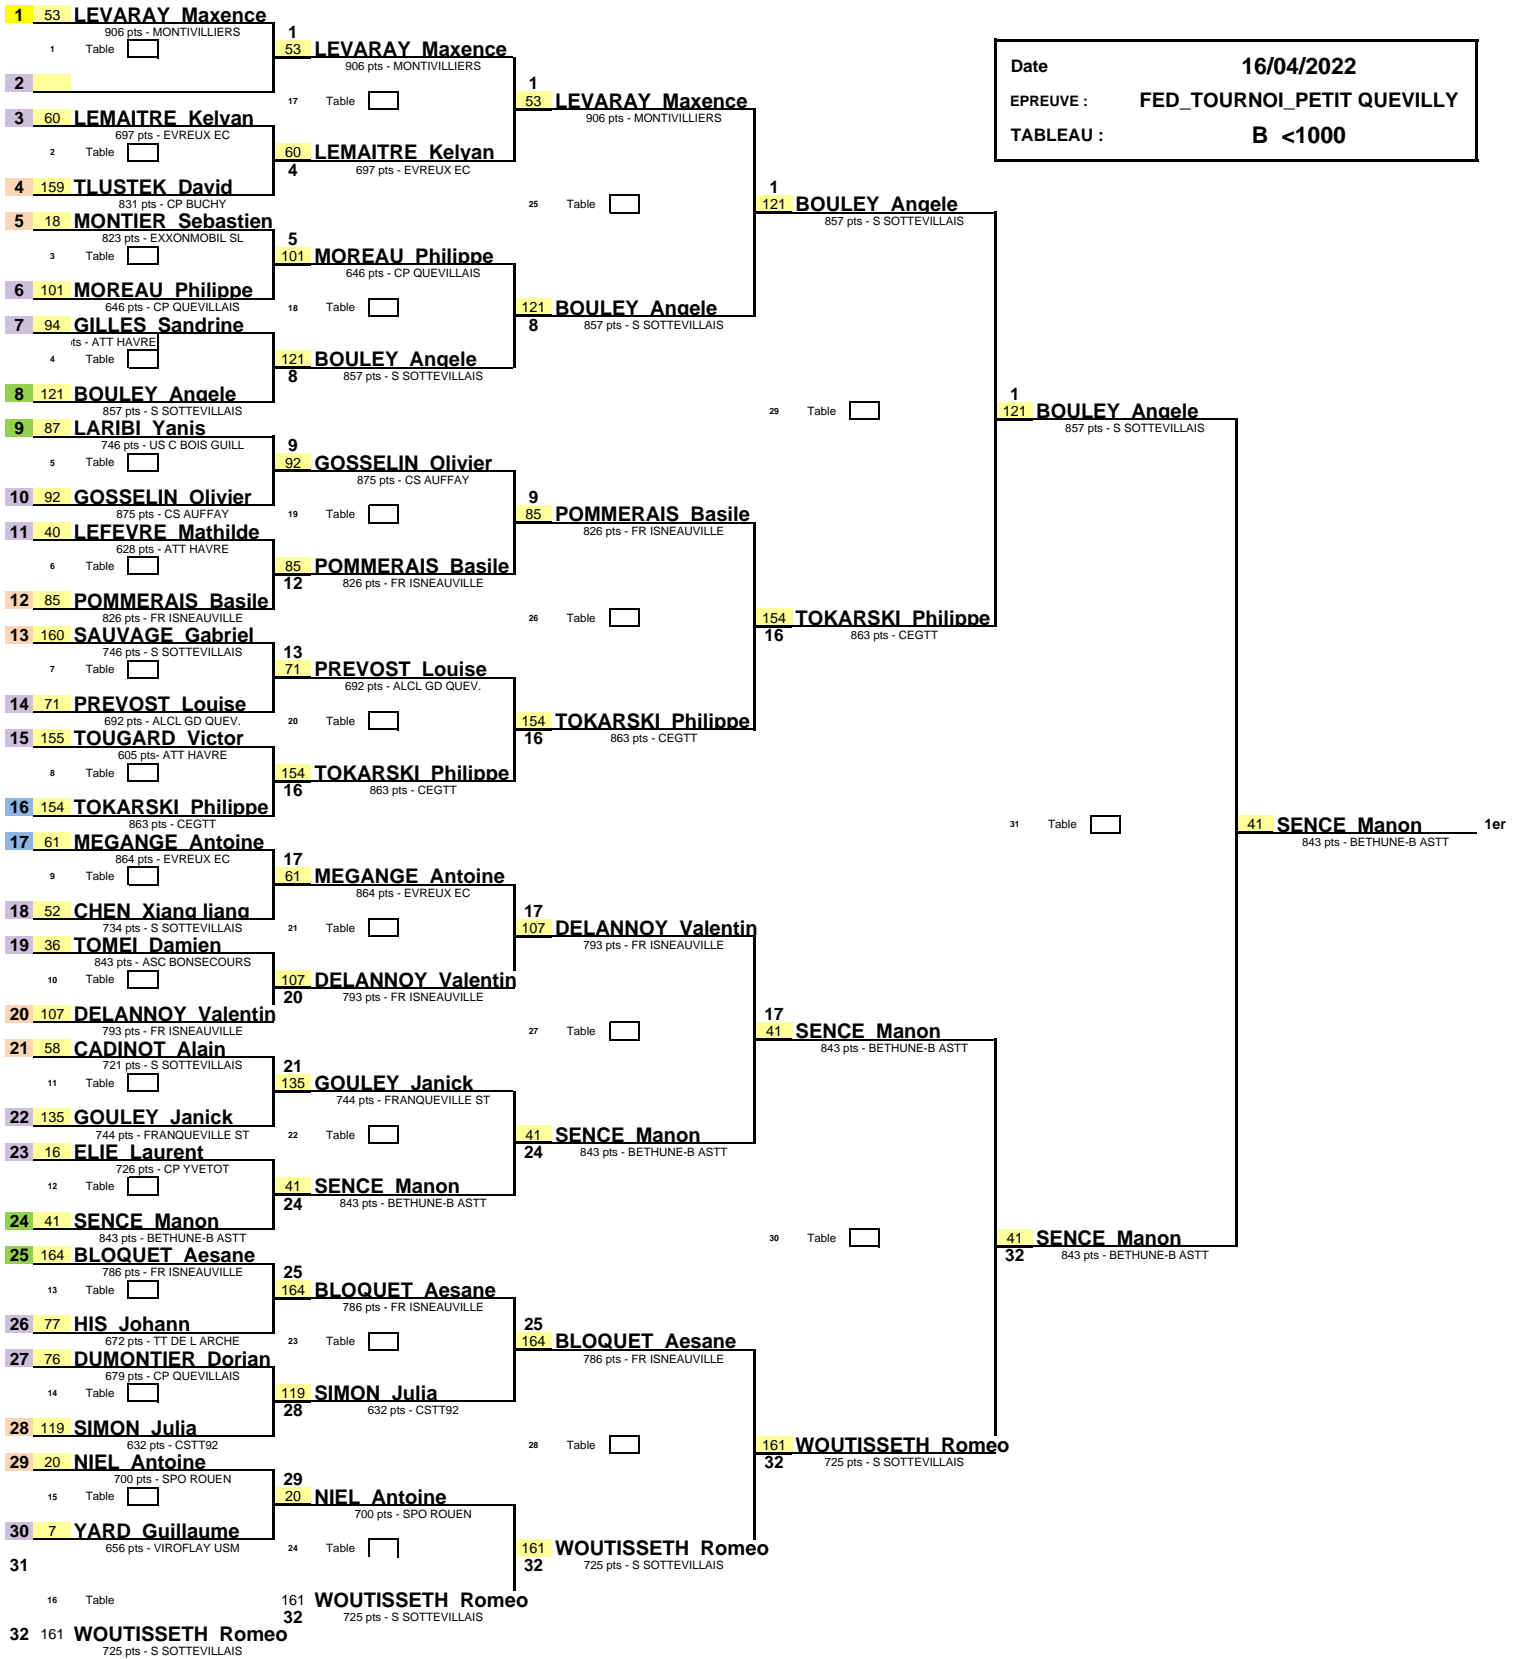 Date 16/04/2022
EPREUVE : FED_TOURNOI_PETIT QUEVILLY
TABLEAU : B <1000
1 53 LEVARAY Maxence
906 pts - MONTIVILLIERS
1 Table
2
3 60 LEMAITRE Kelyan
697 pts - EVREUX EC
2 Table
4 159 TLUSTEK David
831 pts - CP BUCHY
5 18 MONTIER Sebastien
823 pts - EXXONMOBIL SL
3 Table
6 101 MOREAU Philippe
646 pts - CP QUEVILLAIS
7 94 GILLES Sandrine
ts - ATT HAVRE
4 Table
8 121 BOULEY Angele
857 pts - S SOTTEVILLAIS
9 87 LARIBI Yanis
746 pts - US C BOIS GUILL
5 Table
10 92 GOSSELIN Olivier
875 pts - CS AUFFAY
11 40 LEFEVRE Mathilde
628 pts - ATT HAVRE
6 Table
12 85 POMMERAIS Basile
826 pts - FR ISNEAUVILLE
13 160 SAUVAGE Gabriel
746 pts - S SOTTEVILLAIS
7 Table
14 71 PREVOST Louise
692 pts - ALCL GD QUEV.
15 155 TOUGARD Victor
605 pts- ATT HAVRE
8 Table
16 154 TOKARSKI Philippe
863 pts - CEGTT
17 61 MEGANGE Antoine
864 pts - EVREUX EC
9 Table
18 52 CHEN Xiang liang
734 pts - S SOTTEVILLAIS
19 36 TOMEI Damien
843 pts - ASC BONSECOURS
10 Table
20 107 DELANNOY Valentin
793 pts - FR ISNEAUVILLE
21 58 CADINOT Alain
721 pts - S SOTTEVILLAIS
11 Table
22 135 GOULEY Janick
744 pts - FRANQUEVILLE ST
23 16 ELIE Laurent
726 pts - CP YVETOT
12 Table
24 41 SENCE Manon
843 pts - BETHUNE-B ASTT
25 164 BLOQUET Aesane
786 pts - FR ISNEAUVILLE
13 Table
26 77 HIS Johann
672 pts - TT DE L ARCHE
27 76 DUMONTIER Dorian
679 pts - CP QUEVILLAIS
14 Table
28 119 SIMON Julia
632 pts - CSTT92
29 20 NIEL Antoine
700 pts - SPO ROUEN
15 Table
30 7 YARD Guillaume
656 pts - VIROFLAY USM
31
16 Table
32 161 WOUTISSETH Romeo
725 pts - S SOTTEVILLAIS
1
53 LEVARAY Maxence
906 pts - MONTIVILLIERS
17 Table
60 LEMAITRE Kelyan
4 697 pts - EVREUX EC
5
101 MOREAU Philippe
646 pts - CP QUEVILLAIS
18 Table
121 BOULEY Angele
8 857 pts - S SOTTEVILLAIS
9
92 GOSSELIN Olivier
875 pts - CS AUFFAY
19 Table
85 POMMERAIS Basile
12 826 pts - FR ISNEAUVILLE
13
71 PREVOST Louise
692 pts - ALCL GD QUEV.
20 Table
154 TOKARSKI Philippe
16 863 pts - CEGTT
17
61 MEGANGE Antoine
864 pts - EVREUX EC
21 Table
107 DELANNOY Valentin
20 793 pts - FR ISNEAUVILLE
21
135 GOULEY Janick
744 pts - FRANQUEVILLE ST
22 Table
41 SENCE Manon
24 843 pts - BETHUNE-B ASTT
25
164 BLOQUET Aesane
786 pts - FR ISNEAUVILLE
23 Table
119 SIMON Julia
28 632 pts - CSTT92
29
20 NIEL Antoine
700 pts - SPO ROUEN
24 Table
161 WOUTISSETH Romeo
32 725 pts - S SOTTEVILLAIS
1
53 LEVARAY Maxence
906 pts - MONTIVILLIERS
25 Table
121 BOULEY Angele
8 857 pts - S SOTTEVILLAIS
9
85 POMMERAIS Basile
826 pts - FR ISNEAUVILLE
26 Table
154 TOKARSKI Philippe
16 863 pts - CEGTT
17
107 DELANNOY Valentin
793 pts - FR ISNEAUVILLE
27 Table
41 SENCE Manon
24 843 pts - BETHUNE-B ASTT
25
164 BLOQUET Aesane
786 pts - FR ISNEAUVILLE
28 Table
161 WOUTISSETH Romeo
32 725 pts - S SOTTEVILLAIS
1
121 BOULEY Angele
857 pts - S SOTTEVILLAIS
29 Table
154 TOKARSKI Philippe
16 863 pts - CEGTT
17
41 SENCE Manon
843 pts - BETHUNE-B ASTT
30 Table
161 WOUTISSETH Romeo
32 725 pts - S SOTTEVILLAIS
1
121 BOULEY Angele
857 pts - S SOTTEVILLAIS
31 Table
41 SENCE Manon
32 843 pts - BETHUNE-B ASTT
41 SENCE Manon 1er
843 pts - BETHUNE-B ASTT